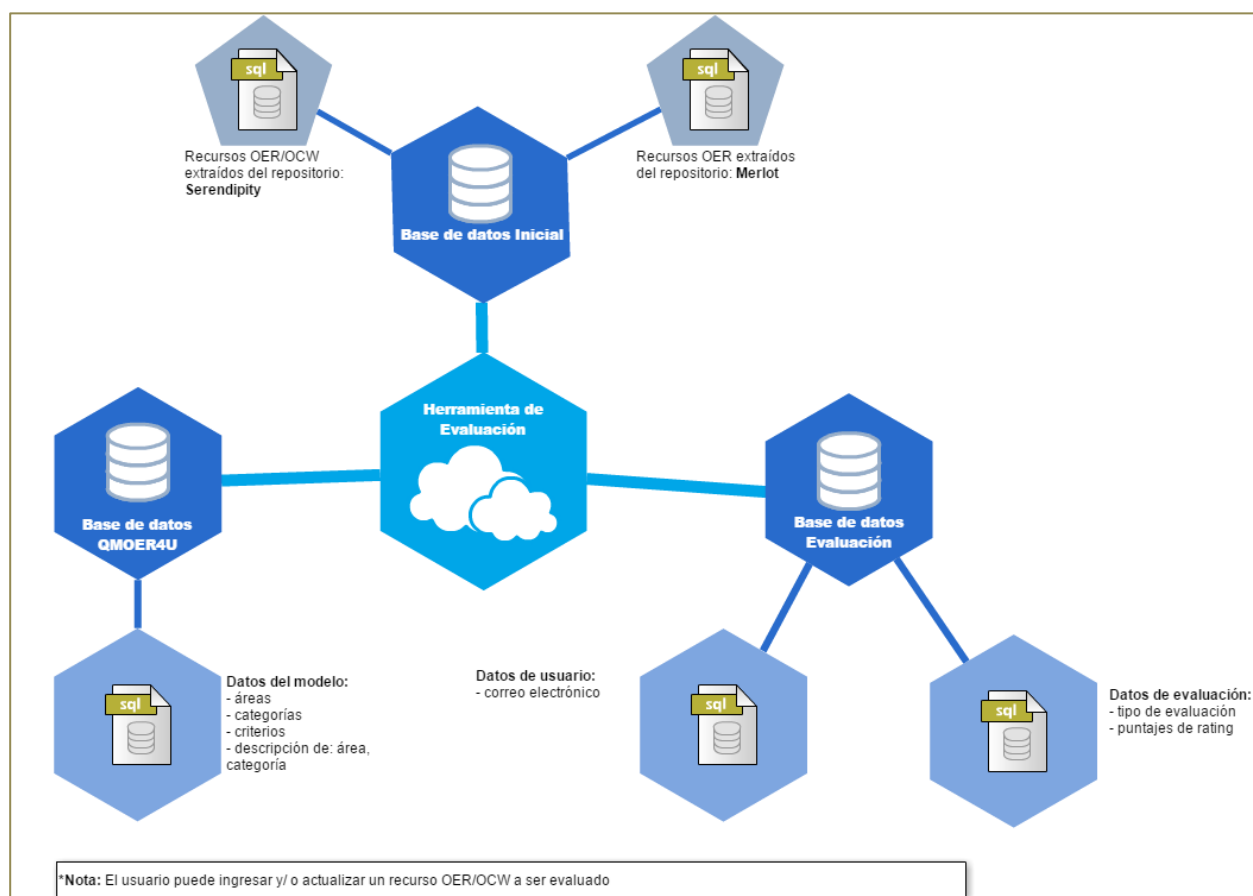 sql
sql
Recursos OER/OCW
extraídos del repositorio:
Serendipity
Recursos OER extraídos
del repositorio: Merlot
Base de datos Inicial
Herramienta de
Evaluación
Base de datos
QMOER4U
Base de datos
Evaluación
sql
Datos del modelo:
- áreas
- categorías
- criterios
- descripción de: área,
categoría
Datos de usuario:
- correo electrónico
sql
sql
Datos de evaluación:
- tipo de evaluación
- puntajes de rating
*Nota: El usuario puede ingresar y/ o actualizar un recurso OER/OCW a ser evaluado